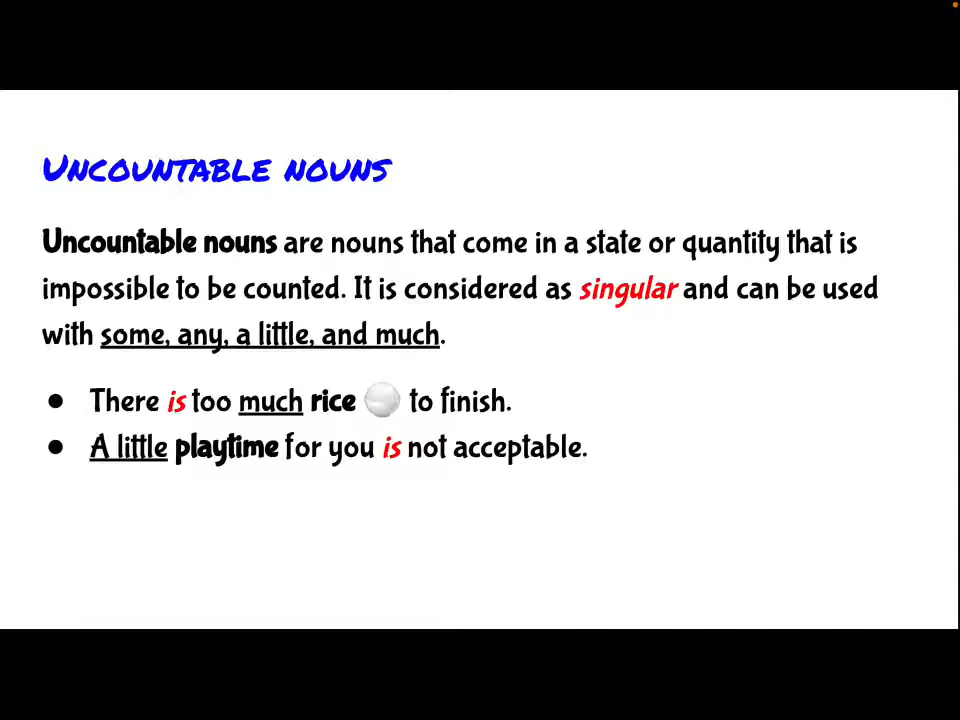 UNCOUNTABLE NOUNS
Uncountable nouns are nouns that come in a state or quantity that is
impossible to be counted. It is considered as singular and can be used
with some, any, a little, and much.
● There is too much rice to finish.
● A little playtime for you is not acceptable.